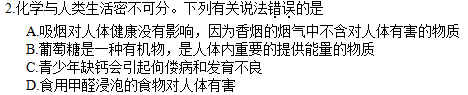 2.化学与人类生活密不可分。下列有关说法错误的是
A.吸烟对人体健康没有影响，因为香烟的烟气中不含对人体有害的物质
B.葡萄糖是一种有机物，是人体内重要的提供能量的物质
C.青少年缺钙会引起佝偻病和发育不良
D.食用甲醛浸泡的食物对人体有害